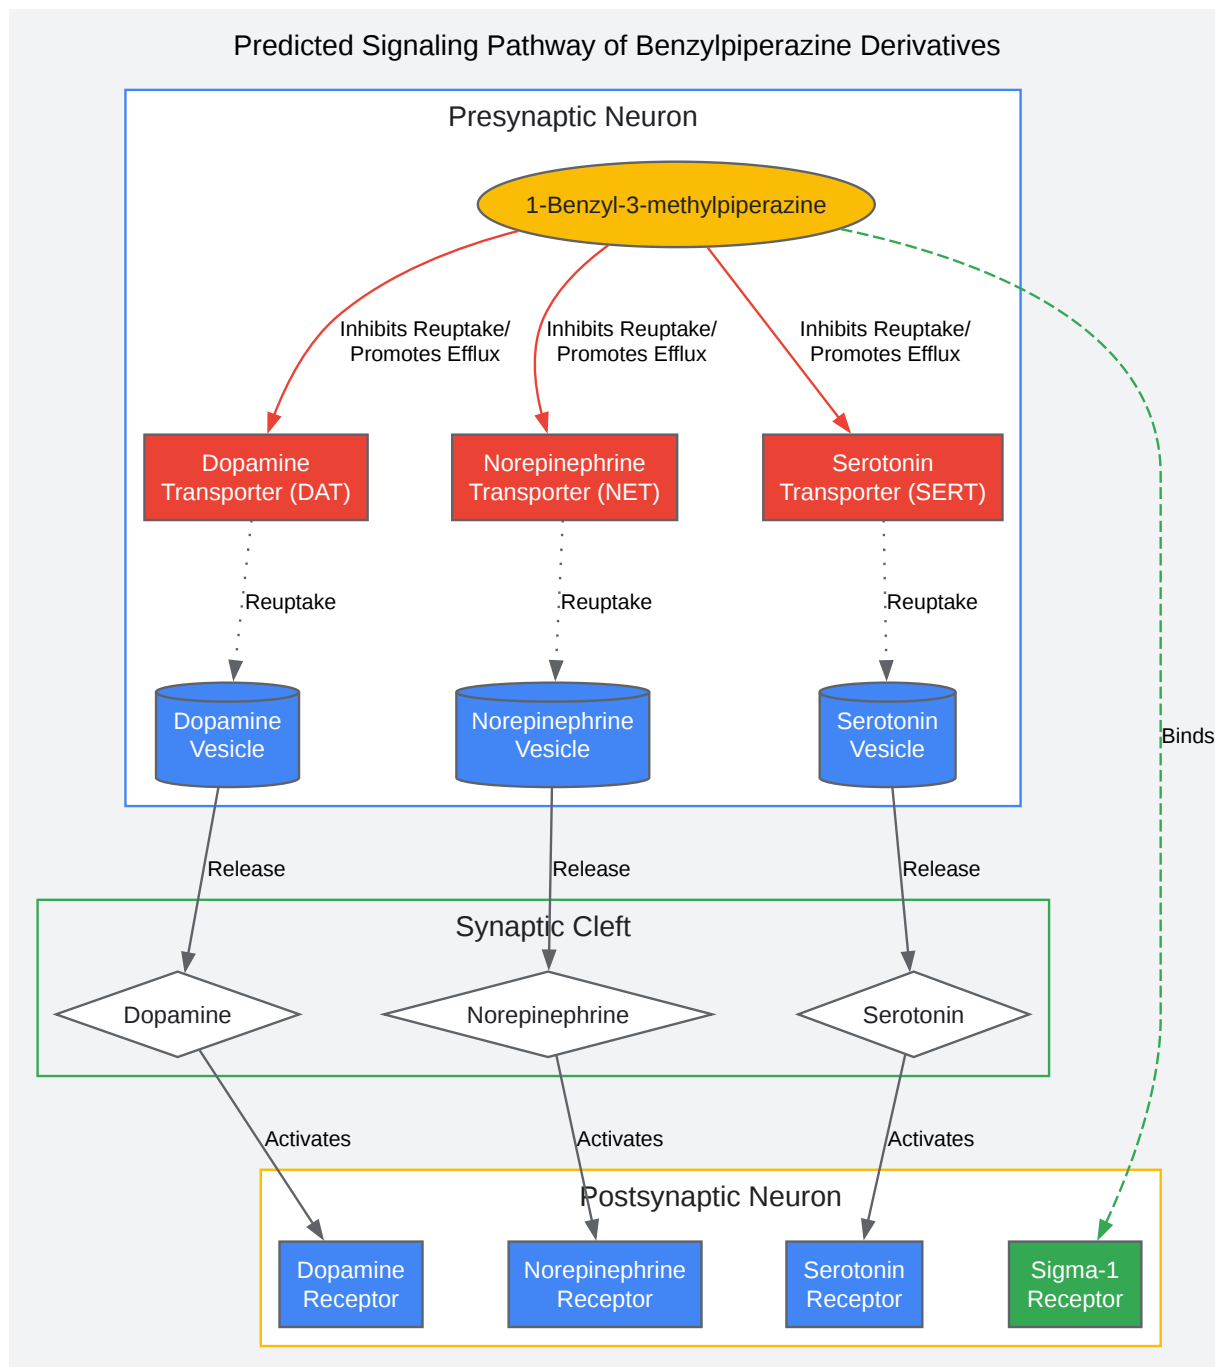 Predicted Signaling Pathway of Benzylpiperazine Derivatives
Presynaptic Neuron
1-Benzyl-3-methylpiperazine
Inhibits Reuptake/
Promotes Efflux
Inhibits Reuptake/
Promotes Efflux
Inhibits Reuptake/
Promotes Efflux
Dopamine
Transporter (DAT)
Norepinephrine
Transporter (NET)
Serotonin
Transporter (SERT)
Reuptake
Reuptake
Reuptake
Dopamine
Vesicle
Norepinephrine
Vesicle
Serotonin
Vesicle
Binds
Release
Release
Release
Synaptic Cleft
Dopamine
Norepinephrine
Serotonin
Activates
Activates
Activates
Postsynaptic Neuron
Dopamine
Receptor
Norepinephrine
Receptor
Serotonin
Receptor
Sigma-1
Receptor